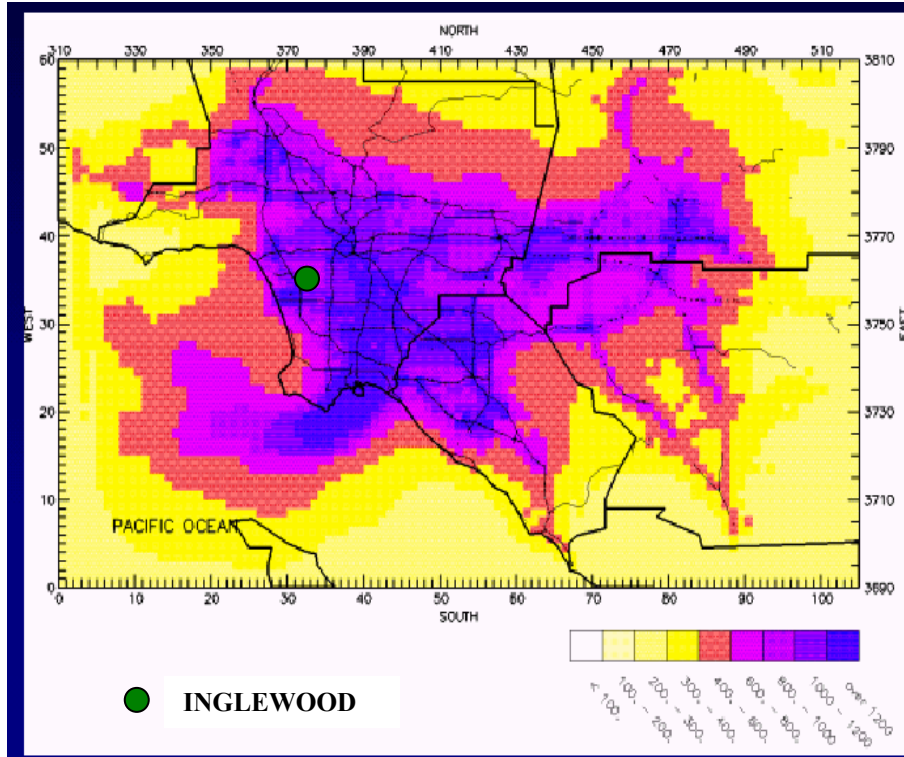 NORTH
310 330 350 370 390 410 430 450 470 490 510
60 3810
50 3790
40 3770
WEST
EAST
30 3750
20 3730
10 3710
PACIFIC OCEAN
0 3690
0 10 20 30 40 50 60 70 80 90 100
SOUTH
< 100.
100. - 200.
200. - 300.
300. - 400.
400. - 600.
600. - 800.
800. - 1000
1000 - 1200
over 1200
INGLEWOOD